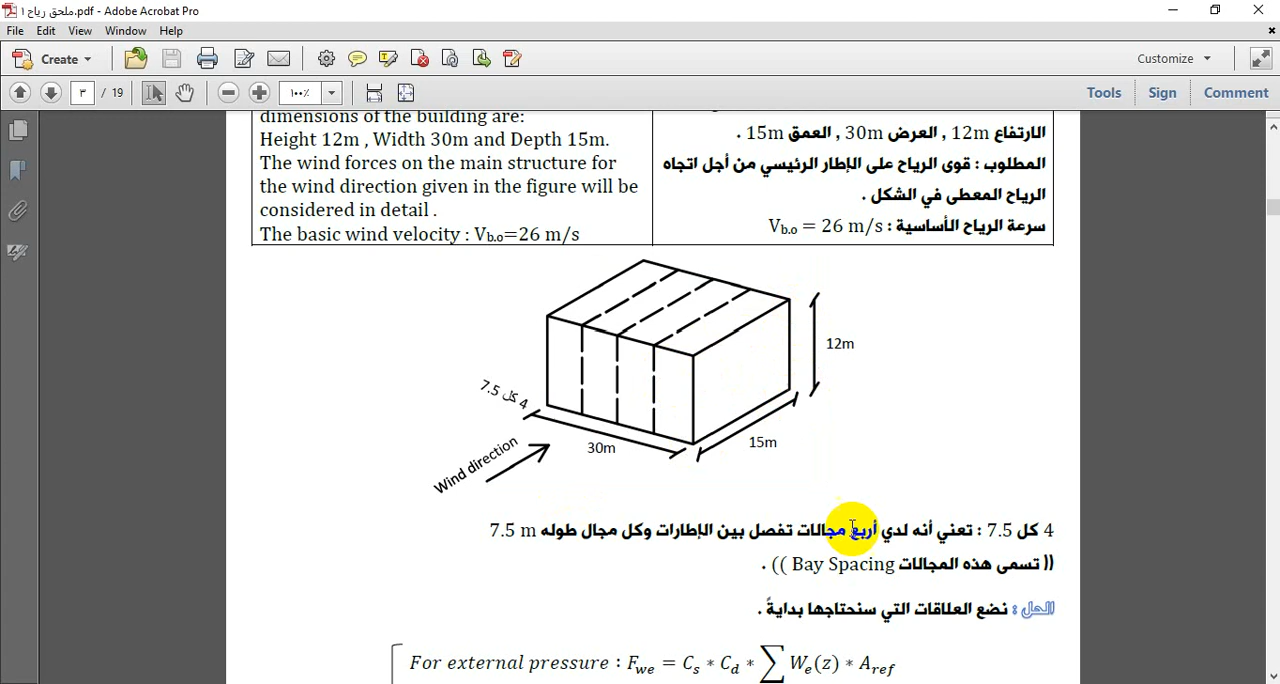 ملحق رياح ١.pdf - Adobe Acrobat Pro
File Edit View Window Help
Create
Customize
٣ / 19
١٠٠٪
Tools Sign Comment
dimensions of the building are:
Height 12m , Width 30m and Depth 15m.
The wind forces on the main structure for
the wind direction given in the figure will be
considered in detail .
The basic wind velocity : Vb.o=26 m/s
الارتفاع 12m , العرض 30m , العمق 15m .
المطلوب : قوى الرياح على الإطار الرئيسي من أجل اتجاه
الرياح المعطى في الشكل .
سرعة الرياح الأساسية : Vb.o = 26 m/s
12m
4 كل 7.5
15m
30m
Wind direction
4 كل 7.5 : تعني أنه لدي أربع مجالات تفصل بين الإطارات وكل مجال طوله 7.5 m
(( تسمى هذه المجالات Bay Spacing )) .
الحل : نضع العلاقات التي سنحتاجها بدايةً .
For external pressure : Fwe = Cs * Cd * ∑ We(z) * Aref